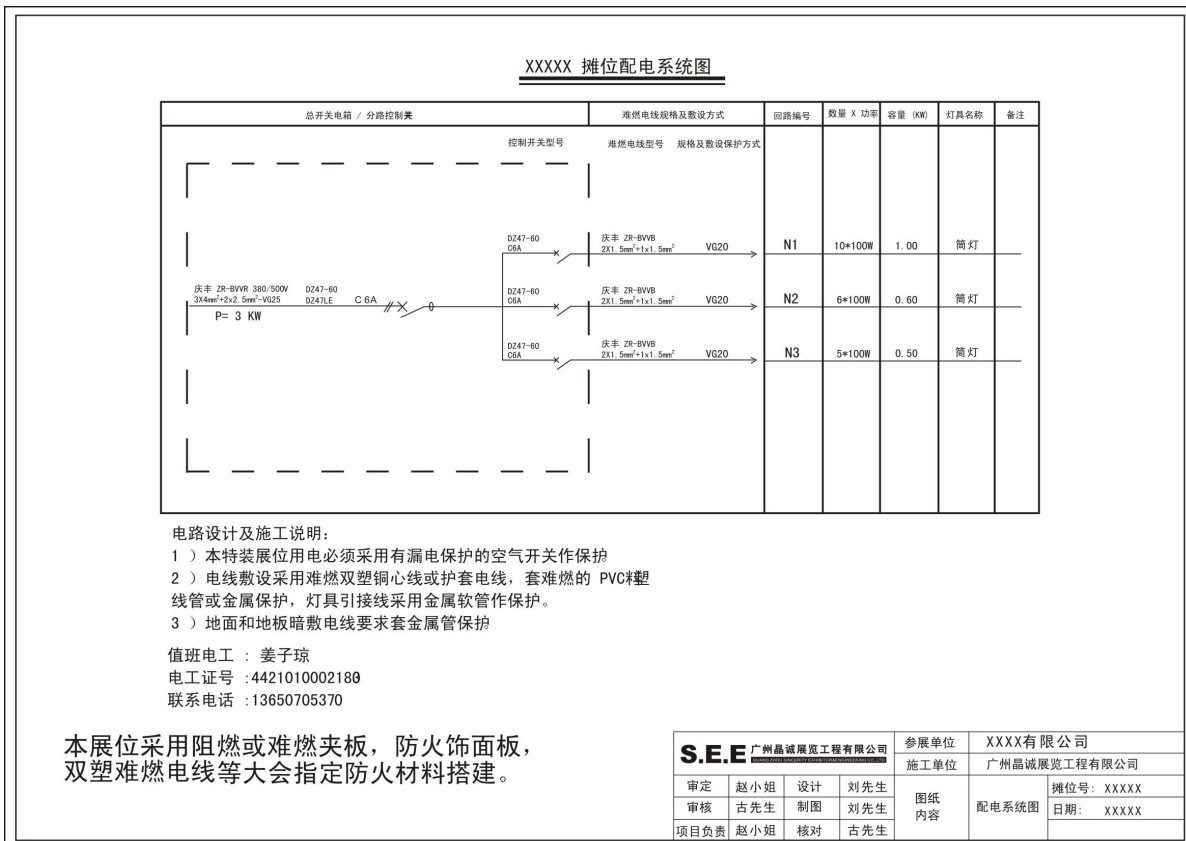 XXXXX 摊位配电系统图
总开关电箱 / 分路控制开关 难燃电线规格及敷设方式 回路编号 数量 X 功率 容量 (KW) 灯具名称 备注
控制开关型号 难燃电线型号 规格及敷设保护方式
DZ47-60 庆丰 ZR-BVVB
C6A 2X1.5mm²+1x1.5mm² VG20 N1 10*100W 1.00 筒灯
庆丰 ZR-BVVR 380/500V DZ47-60 DZ47-60 庆丰 ZR-BVVB
3X4mm²+2x2.5mm²-VG25 DZ47LE C 6A C6A 2X1.5mm²+1x1.5mm² VG20 N2 6*100W 0.60 筒灯
P= 3 KW
DZ47-60 庆丰 ZR-BVVB
C6A 2X1.5mm²+1x1.5mm² VG20 N3 5*100W 0.50 筒灯
电路设计及施工说明:
1 ）本特装展位用电必须采用有漏电保护的空气开关作保护
2 ）电线敷设采用难燃双塑铜心线或护套电线，套难燃的 PVC塑料
线管或金属保护，灯具引接线采用金属软管作保护。
3 ）地面和地板暗敷电线要求套金属管保护
值班电工 : 姜子琼
电工证号 :442101000218
联系电话 :13650705370
本展位采用阻燃或难燃夹板，防火饰面板，
双塑难燃电线等大会指定防火材料搭建。
S.E.E 广州晶诚展览工程有限公司
GUANGZHOU SINCERITY EXHIBITION&ENGINEERING CO.,LTD
参展单位 XXXX有限公司
施工单位 广州晶诚展览工程有限公司
审定 赵小姐 设计 刘先生
审核 古先生 制图 刘先生
项目负责 赵小姐 核对 古先生
图纸
内容
配电系统图
摊位号: XXXXX
日期: XXXXX